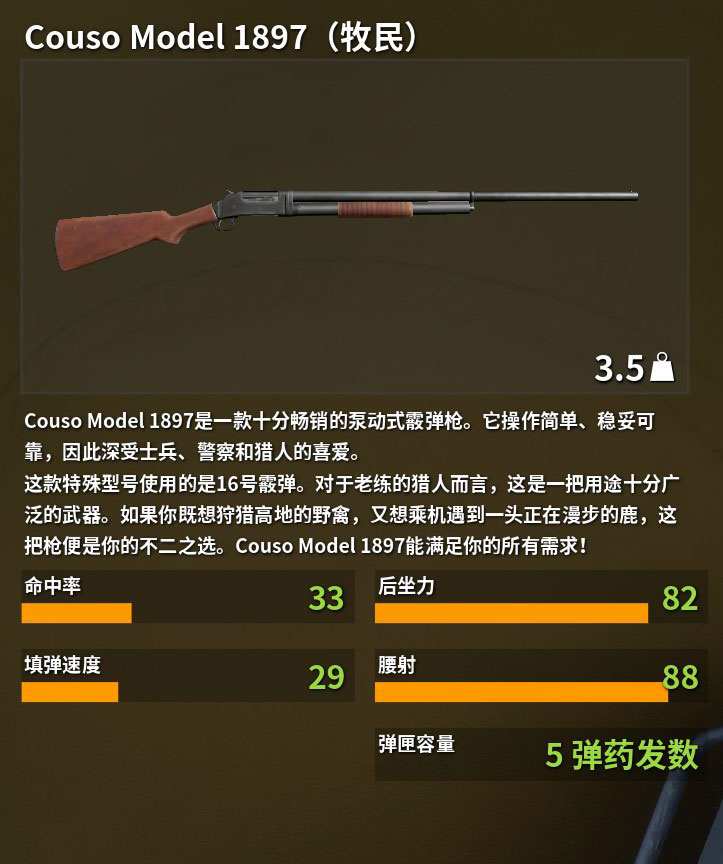 Couso Model 1897（牧民）
3.5
Couso Model 1897是一款十分畅销的泵动式霰弹枪。它操作简单、稳妥可
靠，因此深受士兵、警察和猎人的喜爱。
这款特殊型号使用的是16号霰弹。对于老练的猎人而言，这是一把用途十分广
泛的武器。如果你既想狩猎高地的野禽，又想乘机遇到一头正在漫步的鹿，这
把枪便是你的不二之选。Couso Model 1897能满足你的所有需求！
命中率
33
后坐力
82
填弹速度
29
腰射
88
弹匣容量
5 弹药发数